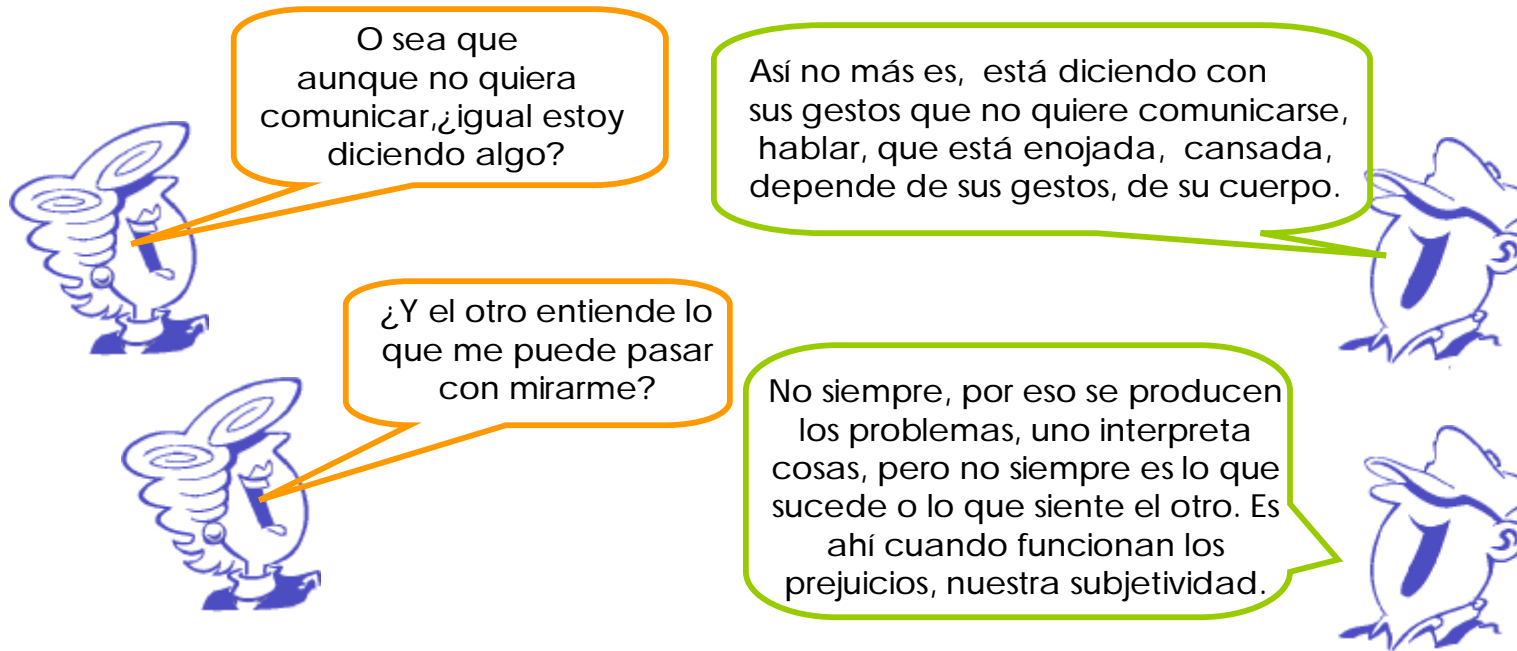 O sea que
aunque no quiera
comunicar,¿igual estoy
diciendo algo?
Así no más es, está diciendo con
sus gestos que no quiere comunicarse,
hablar, que está enojada, cansada,
depende de sus gestos, de su cuerpo.
¿Y el otro entiende lo
que me puede pasar
con mirarme?
No siempre, por eso se producen
los problemas, uno interpreta
cosas, pero no siempre es lo que
sucede o lo que siente el otro. Es
ahí cuando funcionan los
prejuicios, nuestra subjetividad.